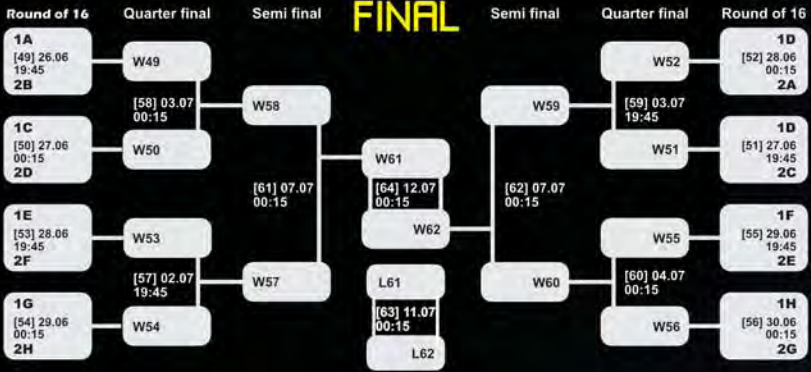 Round of 16
Quarter final
Semi final
FINAL
Semi final
Quarter final
Round of 16
1A
[49] 26.06
19:45
2B
1C
[50] 27.06
00:15
2D
1E
[53] 28.06
19:45
2F
1G
[54] 29.06
00:15
2H
W49
[58] 03.07
00:15
W50
W53
[57] 02.07
19:45
W54
W58
[61] 07.07
00:15
W57
W61
[64] 12.07
00:15
W62
L61
[63] 11.07
00:15
L62
W59
[62] 07.07
00:15
W60
W52
[59] 03.07
19:45
W51
W55
[60] 04.07
00:15
W56
1D
[52] 28.06
00:15
2A
1D
[51] 27.06
19:45
2C
1F
[55] 29.06
19:45
2E
1H
[56] 30.06
00:15
2G